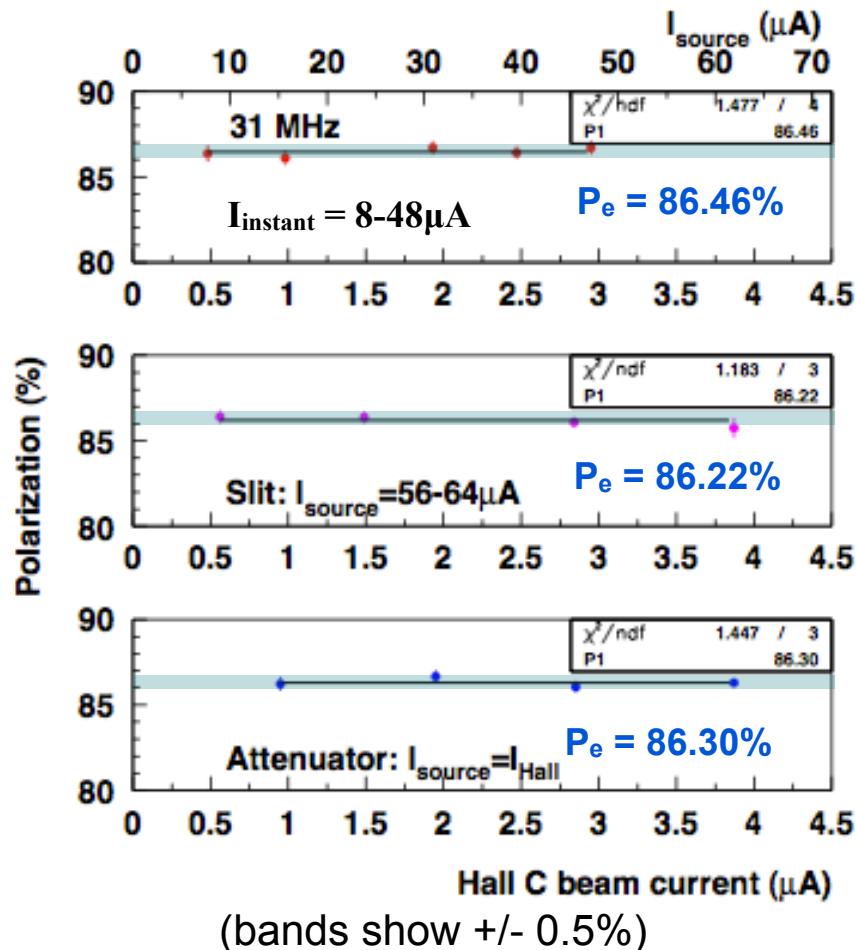 I_source (μA)
0 10 20 30 40 50 60 70
90
85
80
31 MHz
χ²/ndf 1.477 / 4
P1 86.46
I_instant = 8-48μA
P_e = 86.46%
0 0.5 1 1.5 2 2.5 3 3.5 4 4.5
Polarization (%)
90
85
80
χ²/ndf 1.183 / 3
P1 86.22
P_e = 86.22%
Slit: I_source=56-64μA
0 0.5 1 1.5 2 2.5 3 3.5 4 4.5
90
85
80
χ²/ndf 1.447 / 3
P1 86.30
P_e = 86.30%
Attenuator: I_source=I_Hall
0 0.5 1 1.5 2 2.5 3 3.5 4 4.5
Hall C beam current (μA)
(bands show +/- 0.5%)